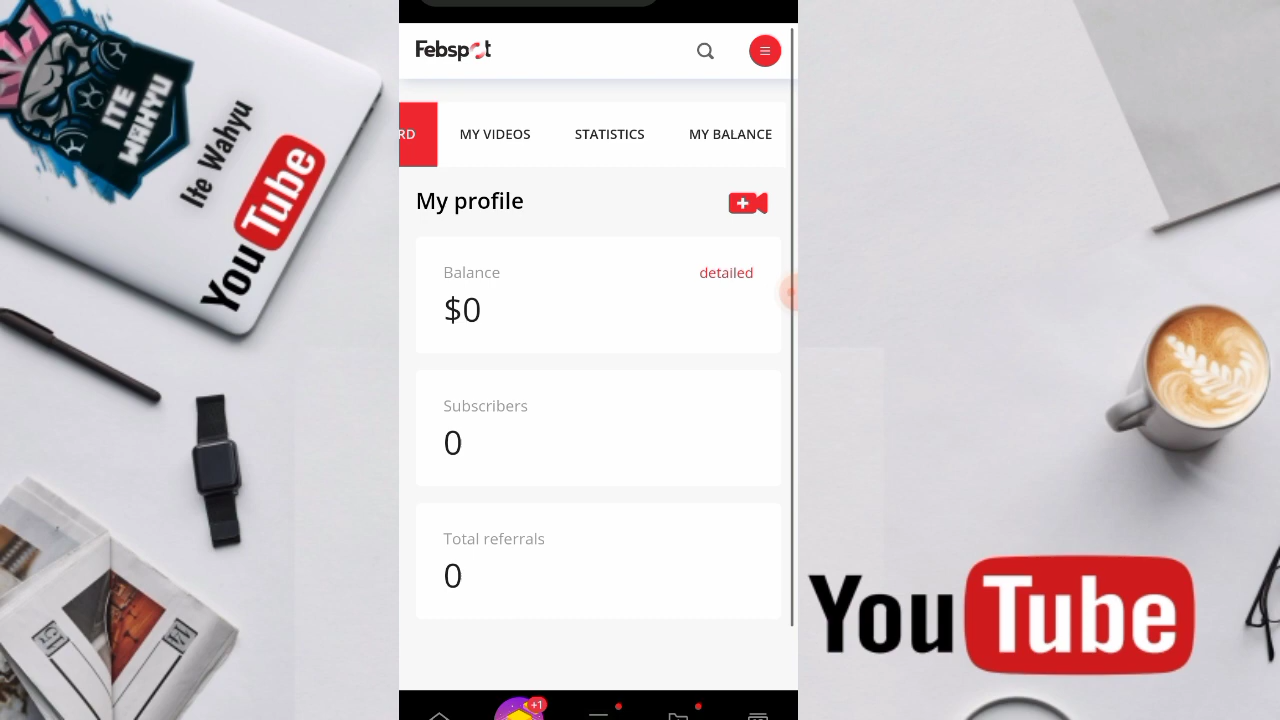 ITE
WAHYU
Ite Wahyu
YouTube
Febspot
RD
MY VIDEOS
STATISTICS
MY BALANCE
My profile
Balance
detailed
$0
Subscribers
0
Total referrals
0
+1
YouTube